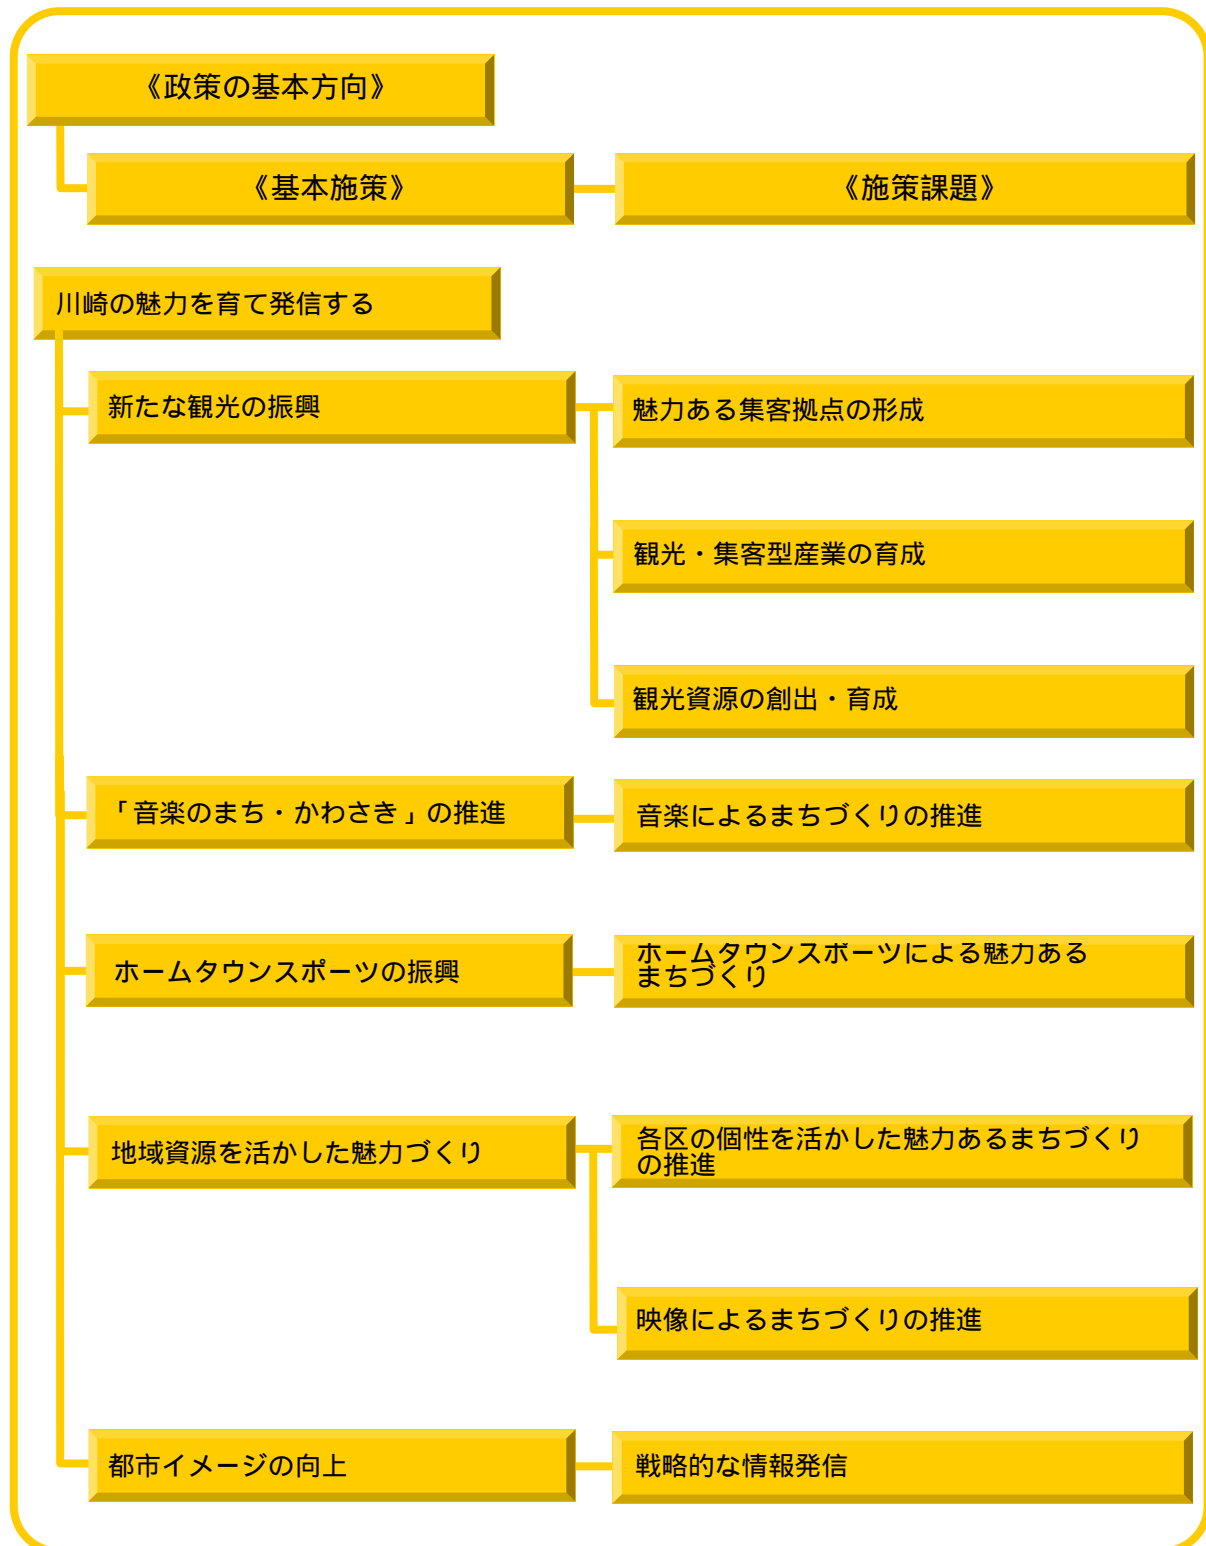 《政策の基本方向》
《基本施策》
《施策課題》
川崎の魅力を育て発信する
新たな観光の振興
魅力ある集客拠点の形成
観光・集客型産業の育成
観光資源の創出・育成
「音楽のまち・かわさき」の推進
音楽によるまちづくりの推進
ホームタウンスポーツの振興
ホームタウンスポーツによる魅力ある
まちづくり
地域資源を活かした魅力づくり
各区の個性を活かした魅力あるまちづくり
の推進
映像によるまちづくりの推進
都市イメージの向上
戦略的な情報発信